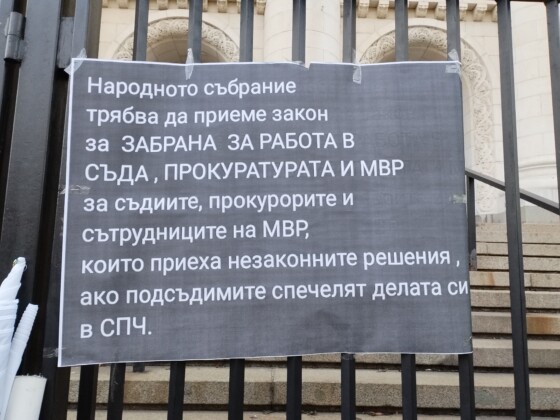 Народното събрание
трябва да приеме закон
за ЗАБРАНА ЗА РАБОТА В
СЪДА , ПРОКУРАТУРАТА И МВР
за съдиите, прокурорите и
сътрудниците на МВР,
които приеха незаконните решения ,
ако подсъдимите спечелят делата си
в СПЧ.